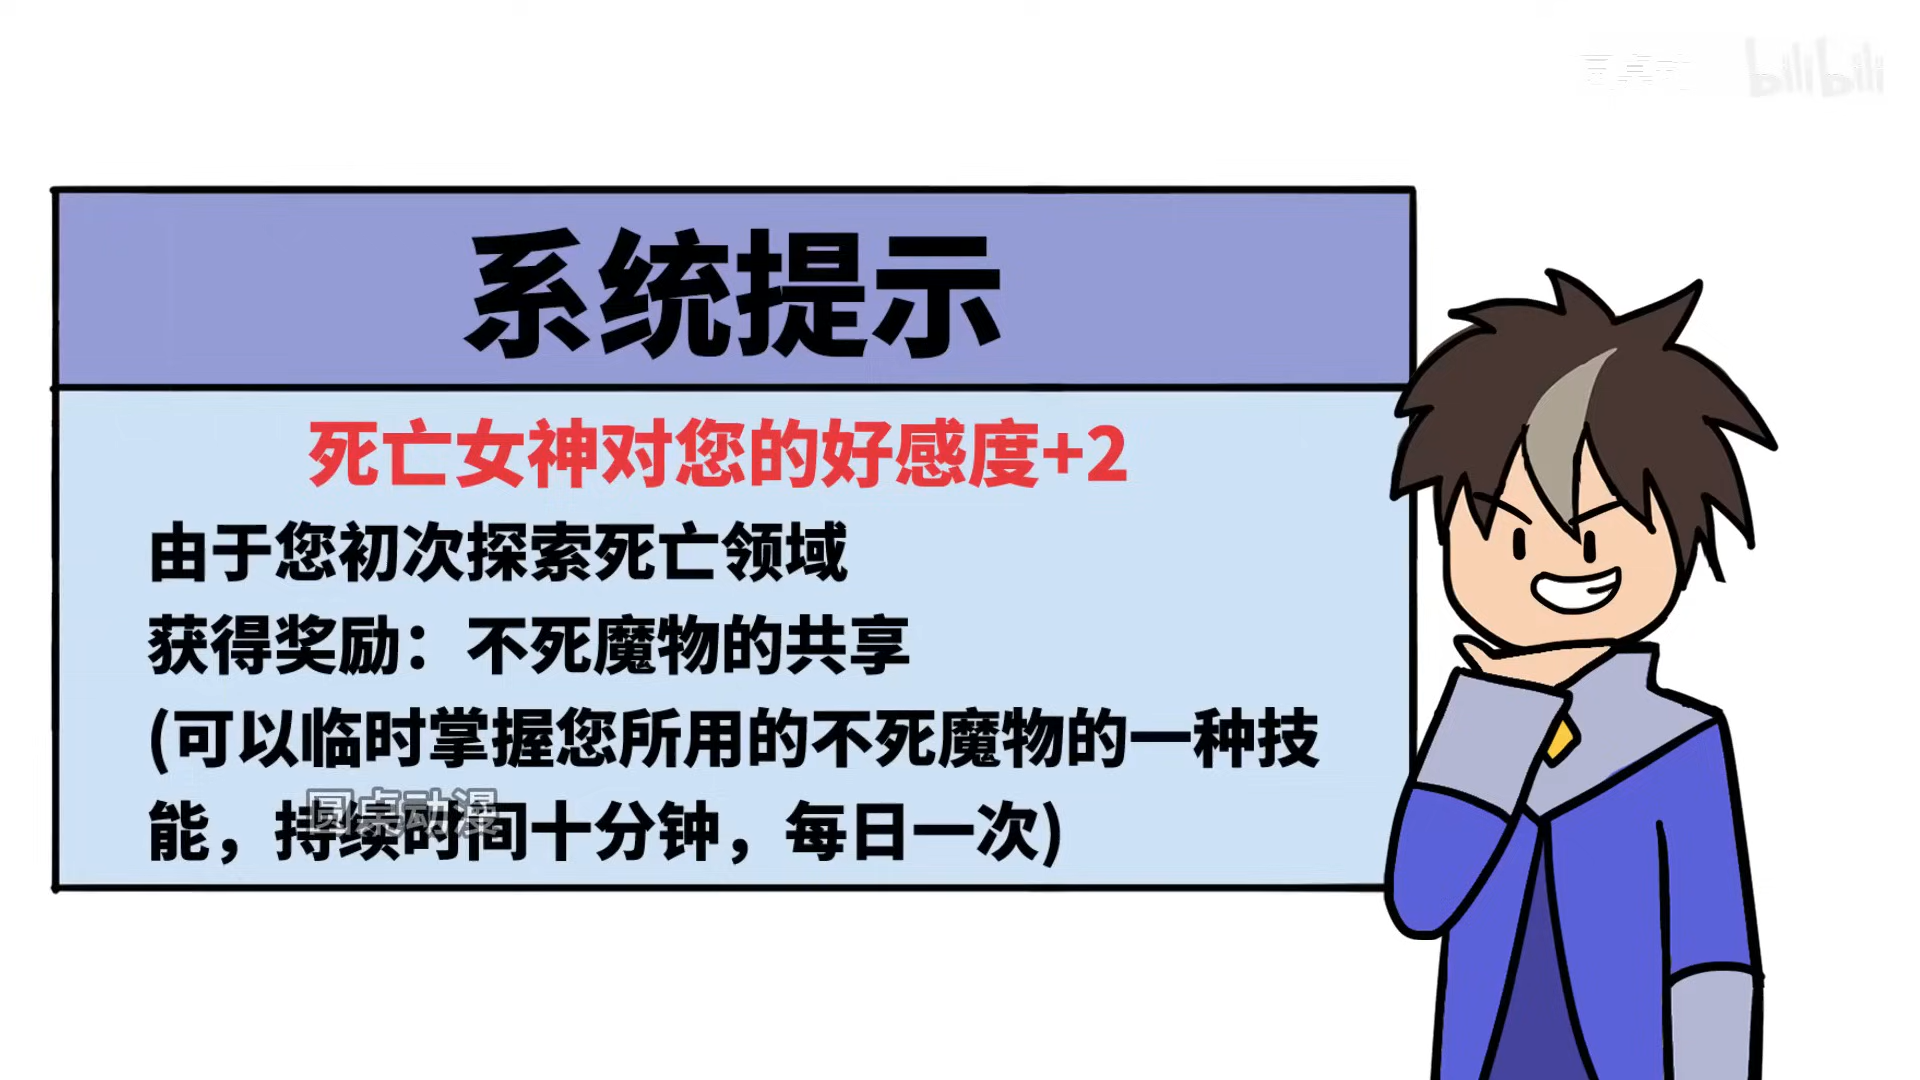 bilibili
系统提示
死亡女神对您的好感度+2
由于您初次探索死亡领域
获得奖励：不死魔物的共享
(可以临时掌握您所用的不死魔物的一种技
能，持续时间十分钟，每日一次)
圆桌动漫